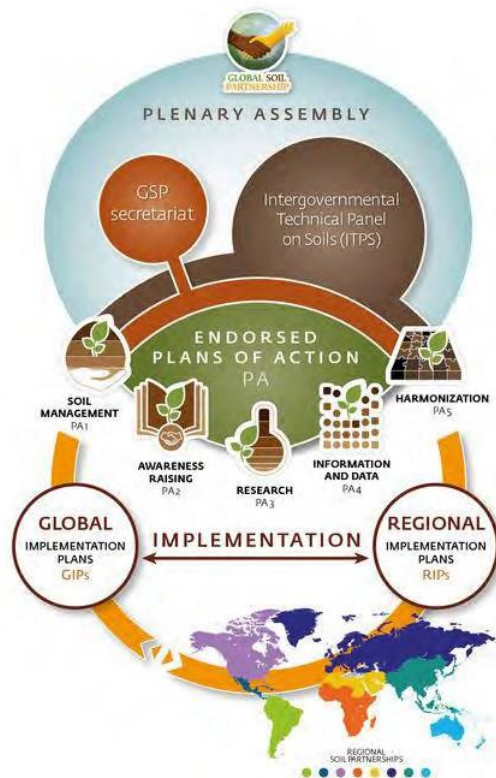 GLOBAL SOIL
PARTNERSHIP
PLENARY ASSEMBLY
GSP
secretariat
Intergovernmental
Technical Panel
on Soils (ITPS)
ENDORSED
PLANS OF ACTION
PA
SOIL
MANAGEMENT
PA1
AWARENESS
RAISING
PA2
RESEARCH
PA3
INFORMATION
AND DATA
PA4
HARMONIZATION
PA5
GLOBAL
IMPLEMENTATION
PLANS
GIPs
IMPLEMENTATION
REGIONAL
IMPLEMENTATION
PLANS
RIPs
REGIONAL
SOIL PARTNERSHIPS